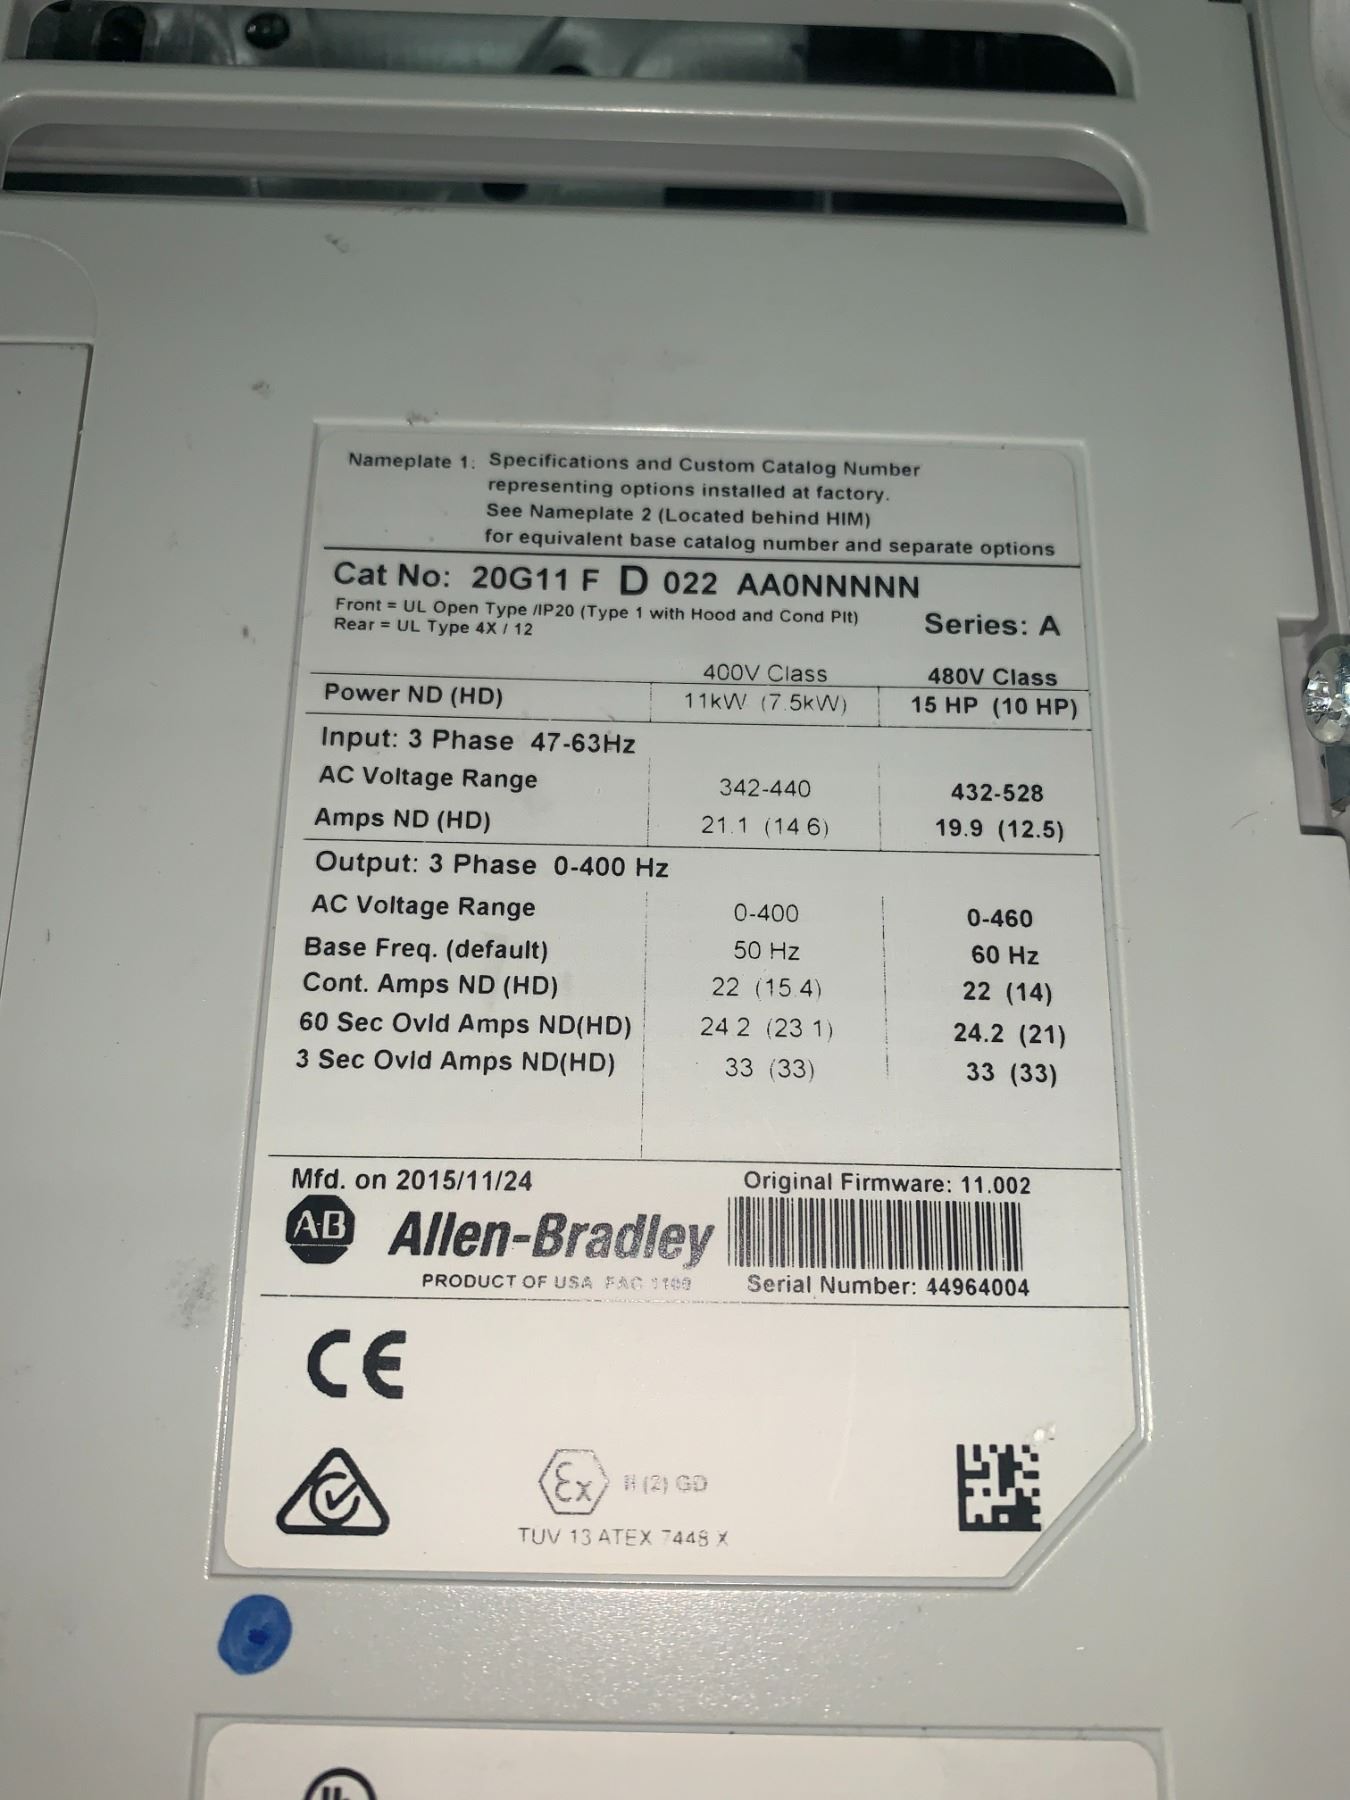 Nameplate 1: Specifications and Custom Catalog Number
representing options installed at factory.
See Nameplate 2 (Located behind HIM)
for equivalent base catalog number and separate options
Cat No: 20G11 F D 022 AA0NNNNN
Front = UL Open Type /IP20 (Type 1 with Hood and Cond Plt)
Rear = UL Type 4X / 12
Series: A
400V Class 480V Class
Power ND (HD) 11kW (7.5kW) 15 HP (10 HP)
Input: 3 Phase 47-63Hz
AC Voltage Range 342-440 432-528
Amps ND (HD) 21.1 (14 6) 19.9 (12.5)
Output: 3 Phase 0-400 Hz
AC Voltage Range 0-400 0-460
Base Freq. (default) 50 Hz 60 Hz
Cont. Amps ND (HD) 22 (15.4) 22 (14)
60 Sec Ovld Amps ND(HD) 24 2 (23 1) 24.2 (21)
3 Sec Ovld Amps ND(HD) 33 (33) 33 (33)
Mfd. on 2015/11/24 Original Firmware: 11.002
A-B Allen-Bradley
PRODUCT OF USA FAC 1100 Serial Number: 44964004
CE
Ex II (2) GD
TUV 13 ATEX 7448 X